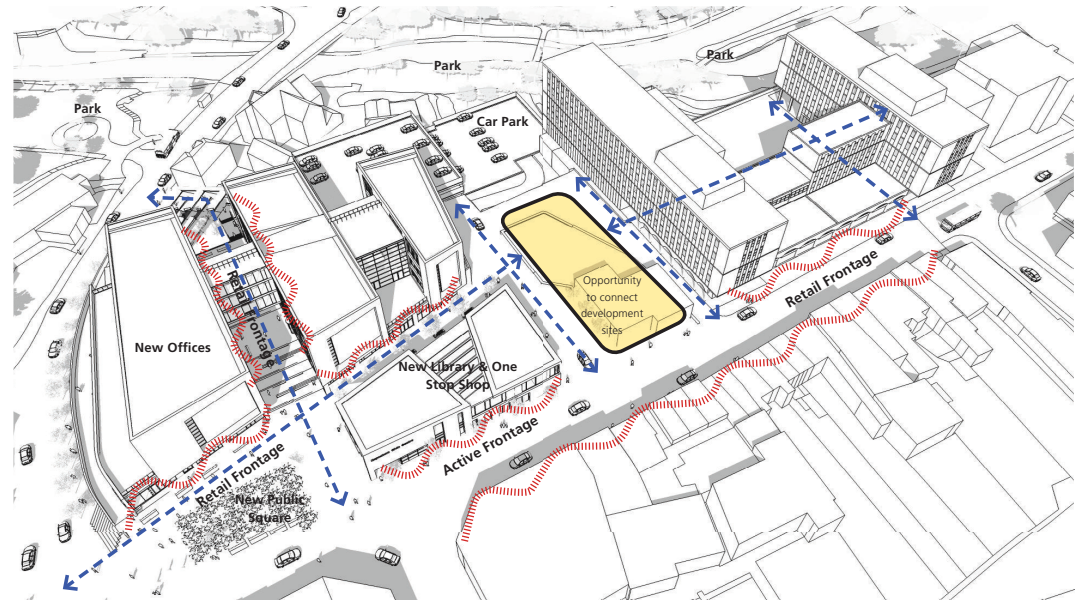 Park
Park
Park
Car Park
Opportunity
to connect
development
sites
Retail Frontage
Retail Frontage
New Offices
New Library & One
Stop Shop
Active Frontage
Retail Frontage
New Public
Square